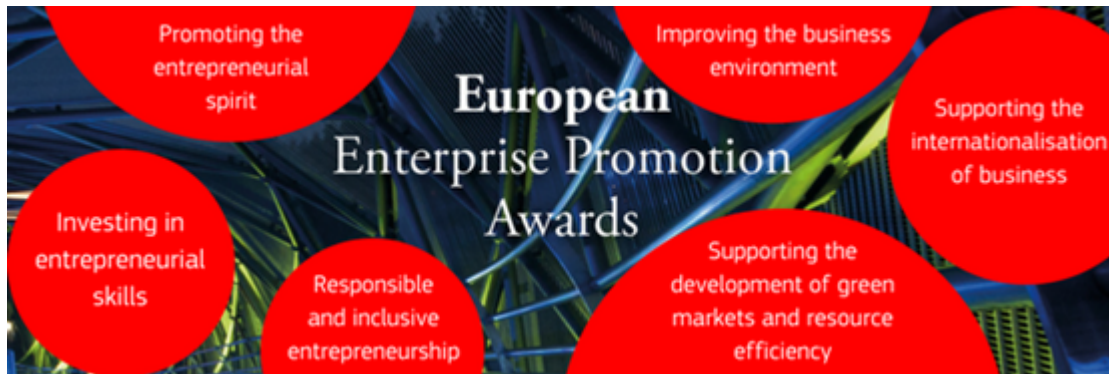 Promoting the
entrepreneurial
spirit
Improving the business
environment
European
Enterprise Promotion
Awards
Supporting the
internationalisation
of business
Investing in
entrepreneurial
skills
Responsible
and inclusive
entrepreneurship
Supporting the
development of green
markets and resource
efficiency